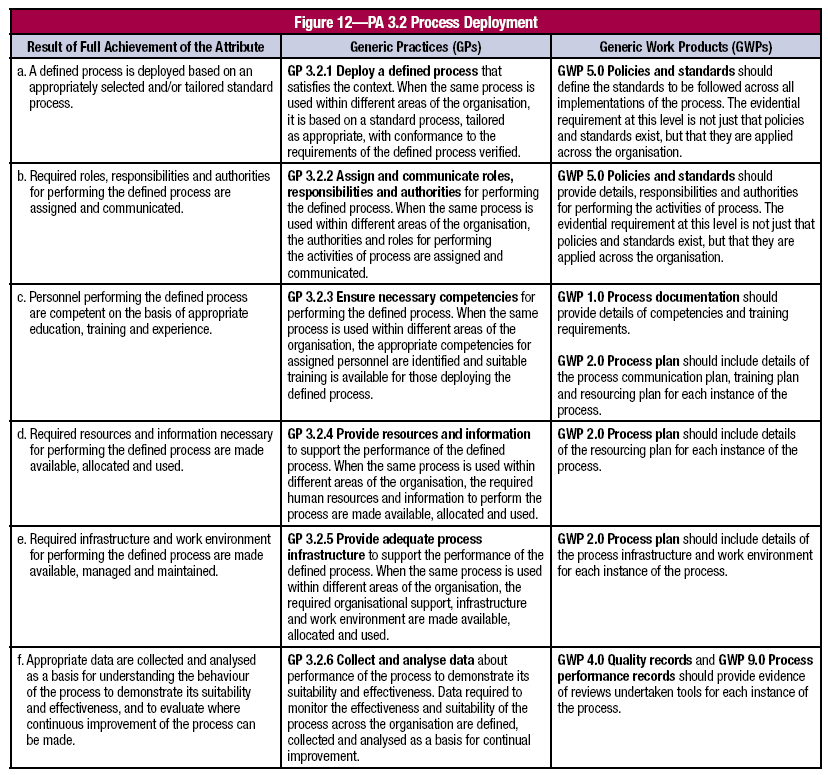 Figure 12—PA 3.2 Process Deployment
Result of Full Achievement of the Attribute
Generic Practices (GPs)
Generic Work Products (GWPs)
a. A defined process is deployed based on an
appropriately selected and/or tailored standard
process.
GP 3.2.1 Deploy a defined process that
satisfies the context. When the same process is
used within different areas of the organisation,
it is based on a standard process, tailored
as appropriate, with conformance to the
requirements of the defined process verified.
GWP 5.0 Policies and standards should
define the standards to be followed across all
implementations of the process. The evidential
requirement at this level is not just that policies
and standards exist, but that they are applied
across the organisation.
b. Required roles, responsibilities and authorities
for performing the defined process are
assigned and communicated.
GP 3.2.2 Assign and communicate roles,
responsibilities and authorities for performing
the defined process. When the same process is
used within different areas of the organisation,
the authorities and roles for performing
the activities of process are assigned and
communicated.
GWP 5.0 Policies and standards should
provide details, responsibilities and authorities
for performing the activities of process. The
evidential requirement at this level is not just that
policies and standards exist, but that they are
applied across the organisation.
c. Personnel performing the defined process
are competent on the basis of appropriate
education, training and experience.
GP 3.2.3 Ensure necessary competencies for
performing the defined process. When the same
process is used within different areas of the
organisation, the appropriate competencies for
assigned personnel are identified and suitable
training is available for those deploying the
defined process.
GWP 1.0 Process documentation should
provide details of competencies and training
requirements.
GWP 2.0 Process plan should include details of
the process communication plan, training plan
and resourcing plan for each instance of the
process.
d. Required resources and information necessary
for performing the defined process are made
available, allocated and used.
GP 3.2.4 Provide resources and information
to support the performance of the defined
process. When the same process is used within
different areas of the organisation, the required
human resources and information to perform the
process are made available, allocated and used.
GWP 2.0 Process plan should include details
of the resourcing plan for each instance of the
process.
e. Required infrastructure and work environment
for performing the defined process are made
available, managed and maintained.
GP 3.2.5 Provide adequate process
infrastructure to support the performance of the
defined process. When the same process is used
within different areas of the organisation, the
required organisational support, infrastructure
and work environment are made available,
allocated and used.
GWP 2.0 Process plan should include details of
the process infrastructure and work environment
for each instance of the process.
f. Appropriate data are collected and analysed
as a basis for understanding the behaviour
of the process to demonstrate its suitability
and effectiveness, and to evaluate where
continuous improvement of the process can
be made.
GP 3.2.6 Collect and analyse data about
performance of the process to demonstrate its
suitability and effectiveness. Data required to
monitor the effectiveness and suitability of the
process across the organisation are defined,
collected and analysed as a basis for continual
improvement.
GWP 4.0 Quality records and GWP 9.0 Process
performance records should provide evidence
of reviews undertaken tools for each instance of
the process.